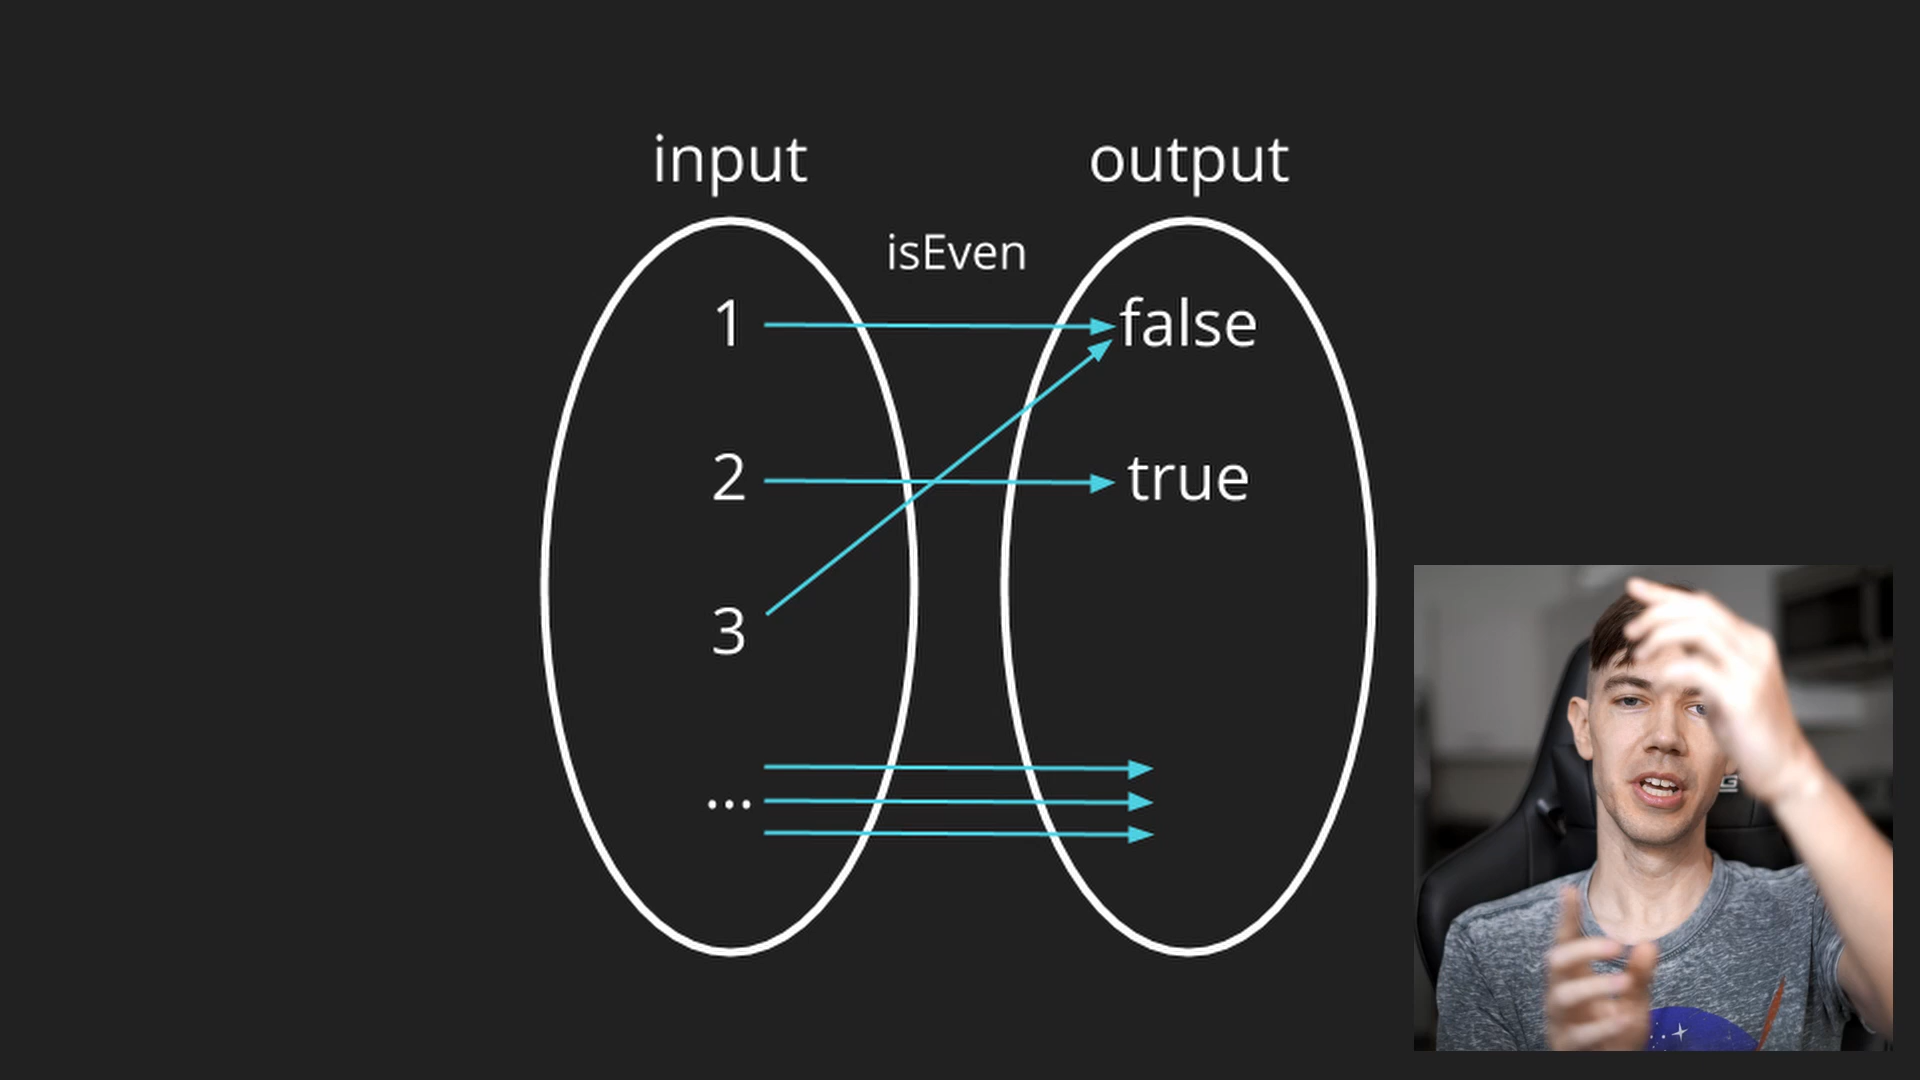 input output
isEven
1 false
2 true
3
...
G